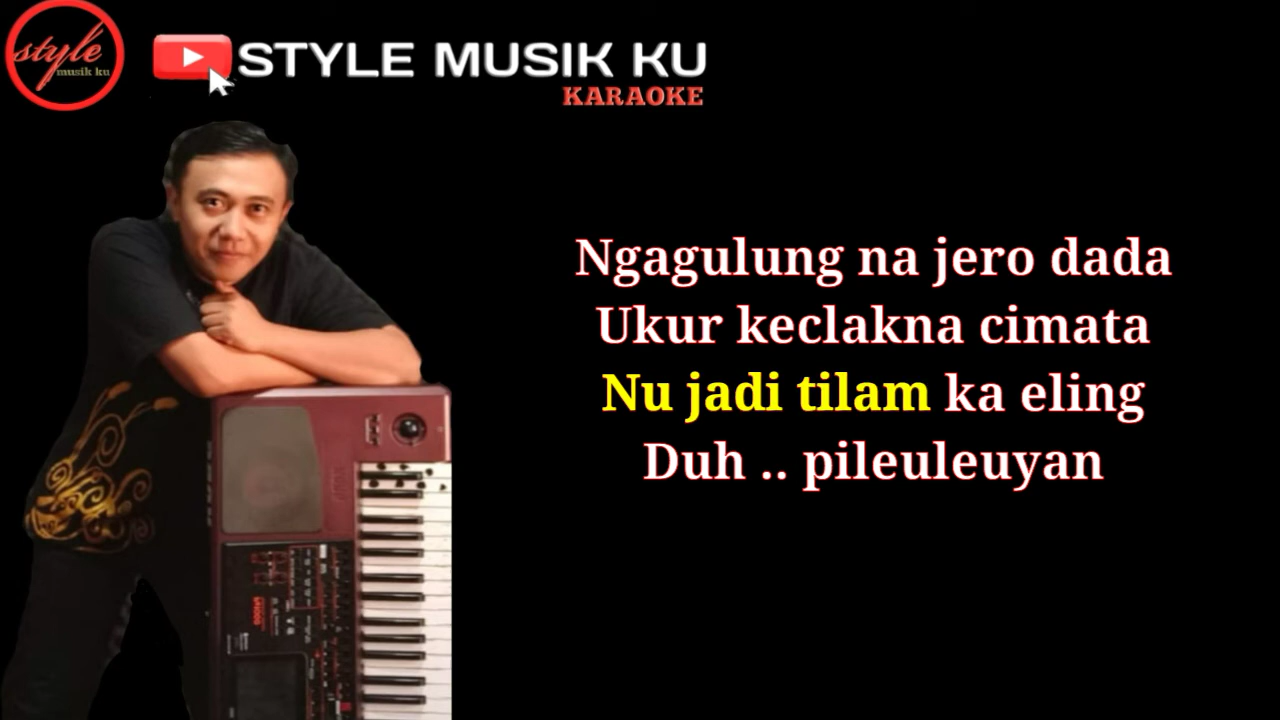 style
musik ku
STYLE MUSIK KU
KARAOKE
Ngagulung na jero dada
Ukur keclakna cimata
Nu jadi tilam ka eling
Duh .. pileuleuyan